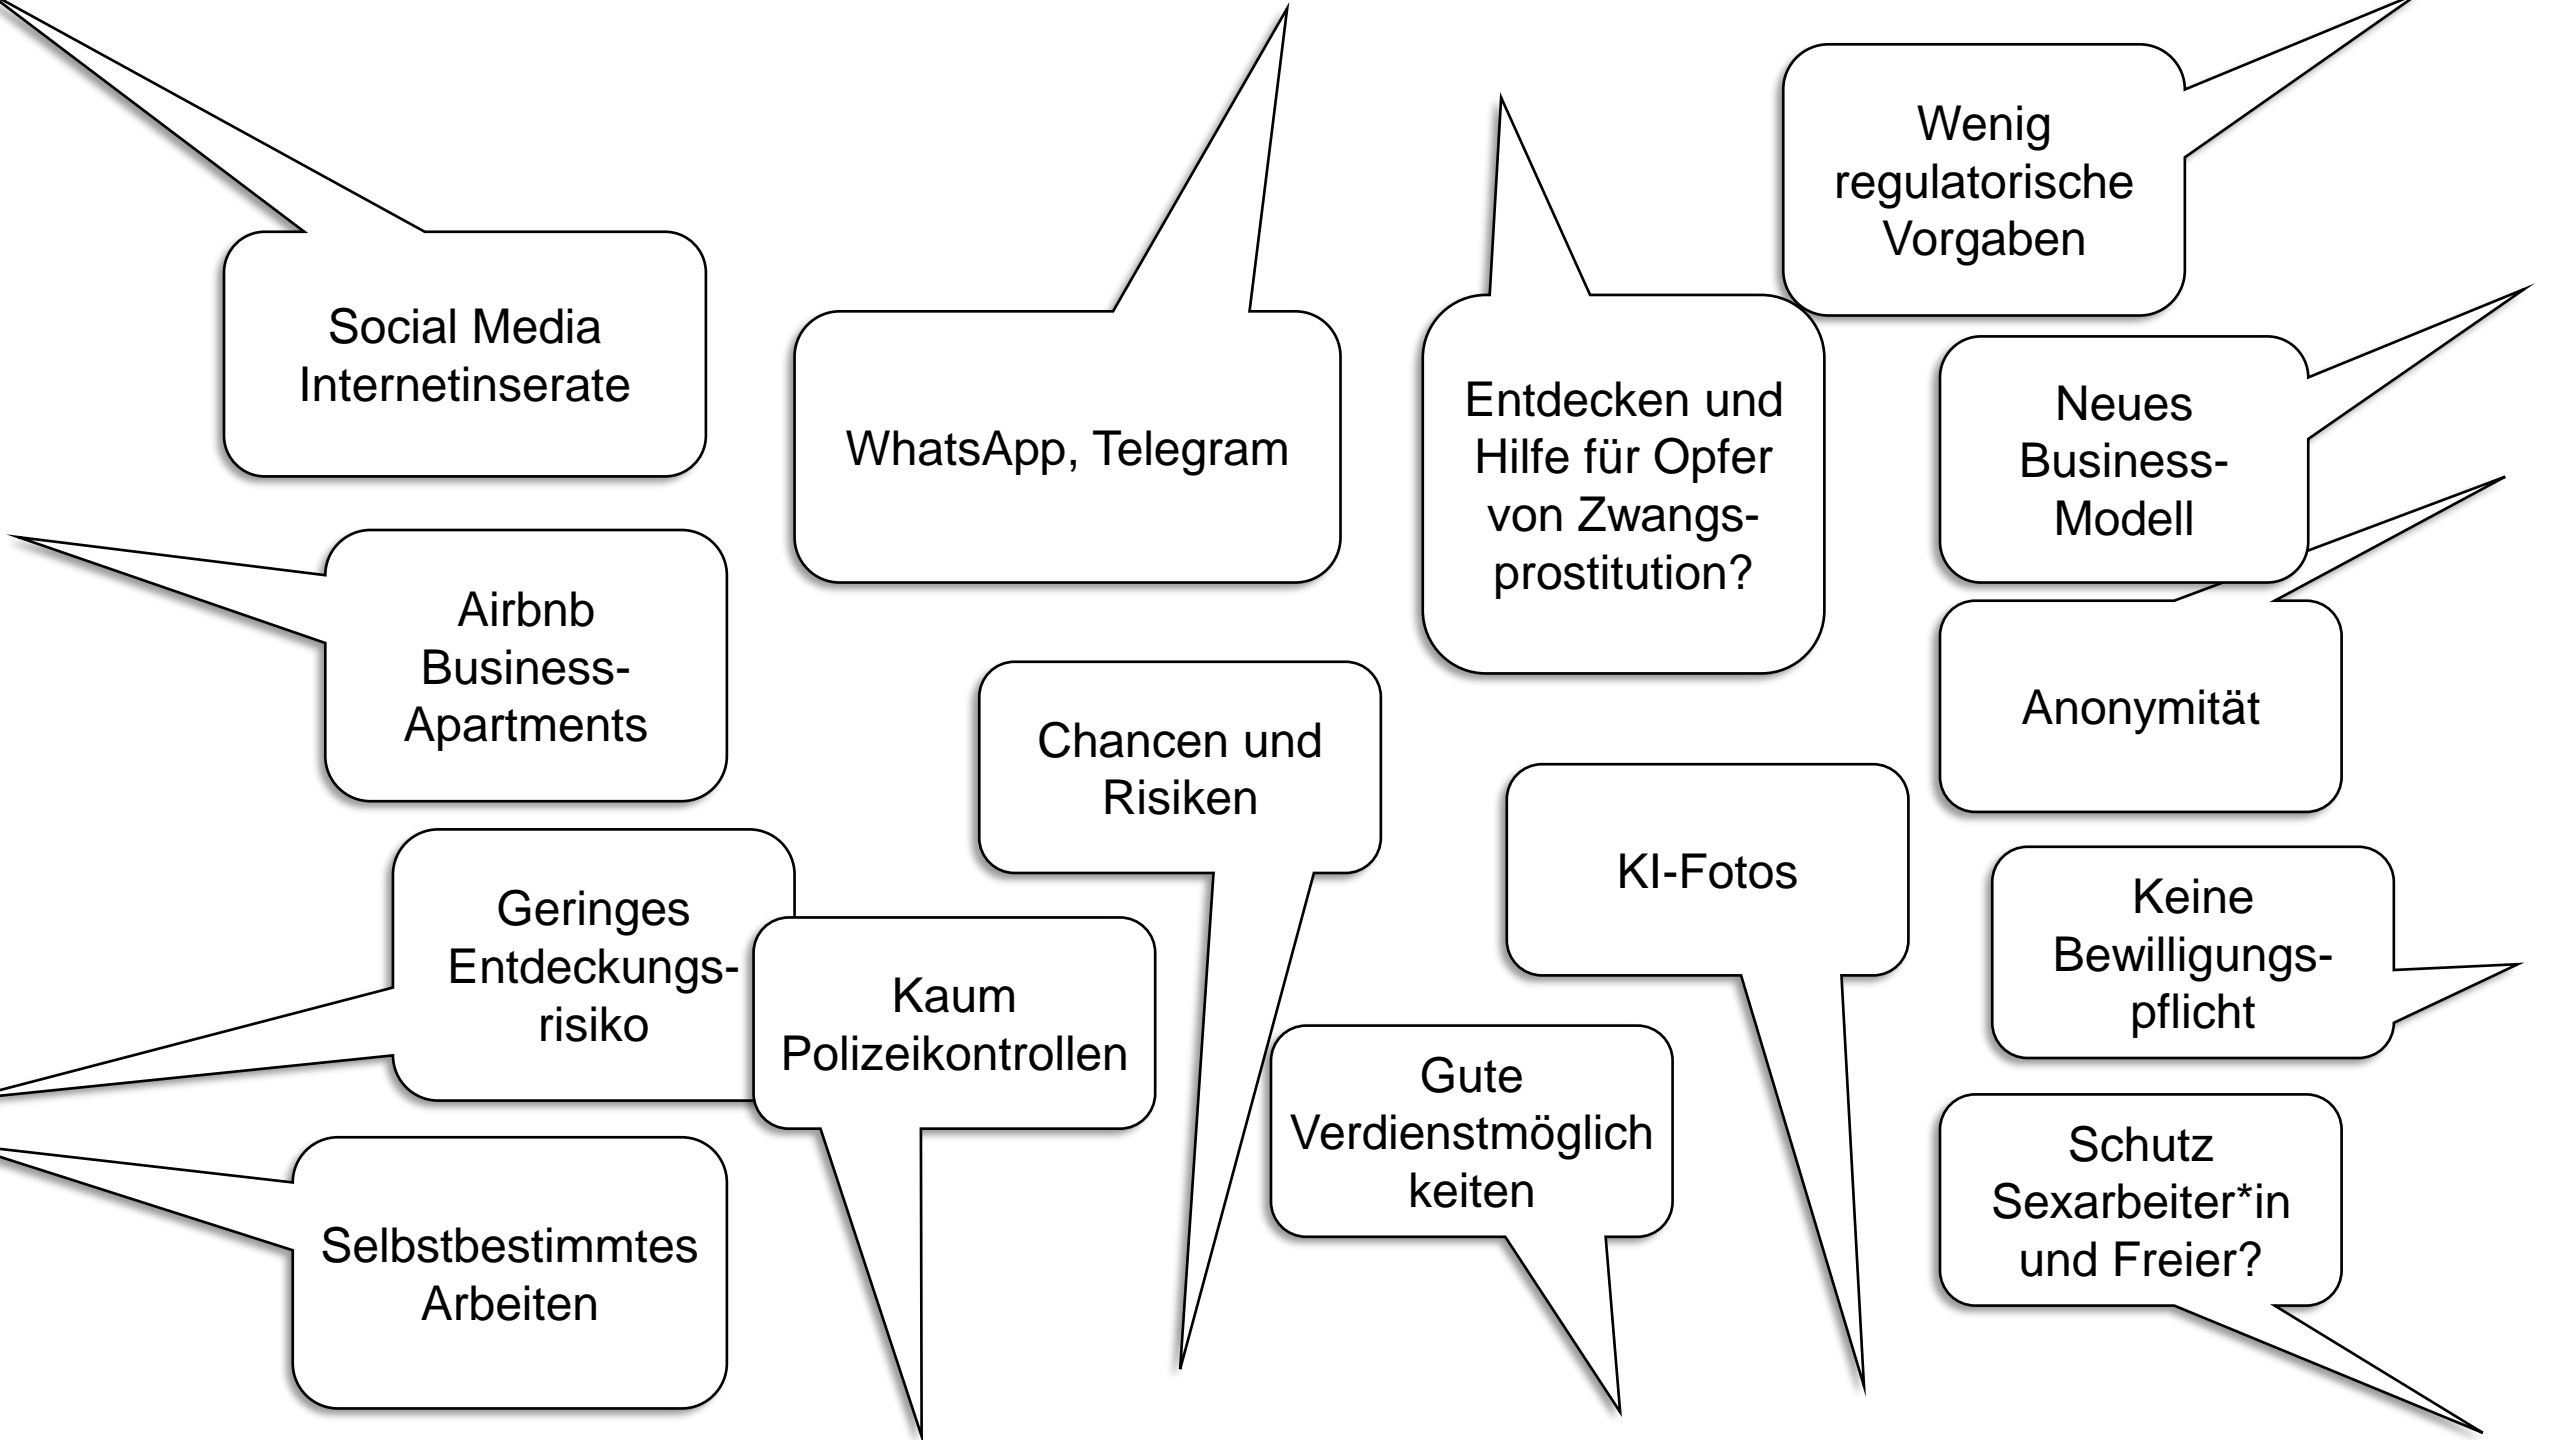 Wenig
regulatorische
Vorgaben
Social Media
Internetinserate
WhatsApp, Telegram
Entdecken und
Hilfe für Opfer
von Zwangs-
prostitution?
Neues
Business-
Modell
Airbnb
Business-
Apartments
Chancen und
Risiken
Anonymität
KI-Fotos
Geringes
Entdeckungs-
risiko
Kaum
Polizeikontrollen
Keine
Bewilligungs-
pflicht
Gute
Verdienstmöglich
keiten
Schutz
Sexarbeiter*in
und Freier?
Selbstbestimmtes
Arbeiten